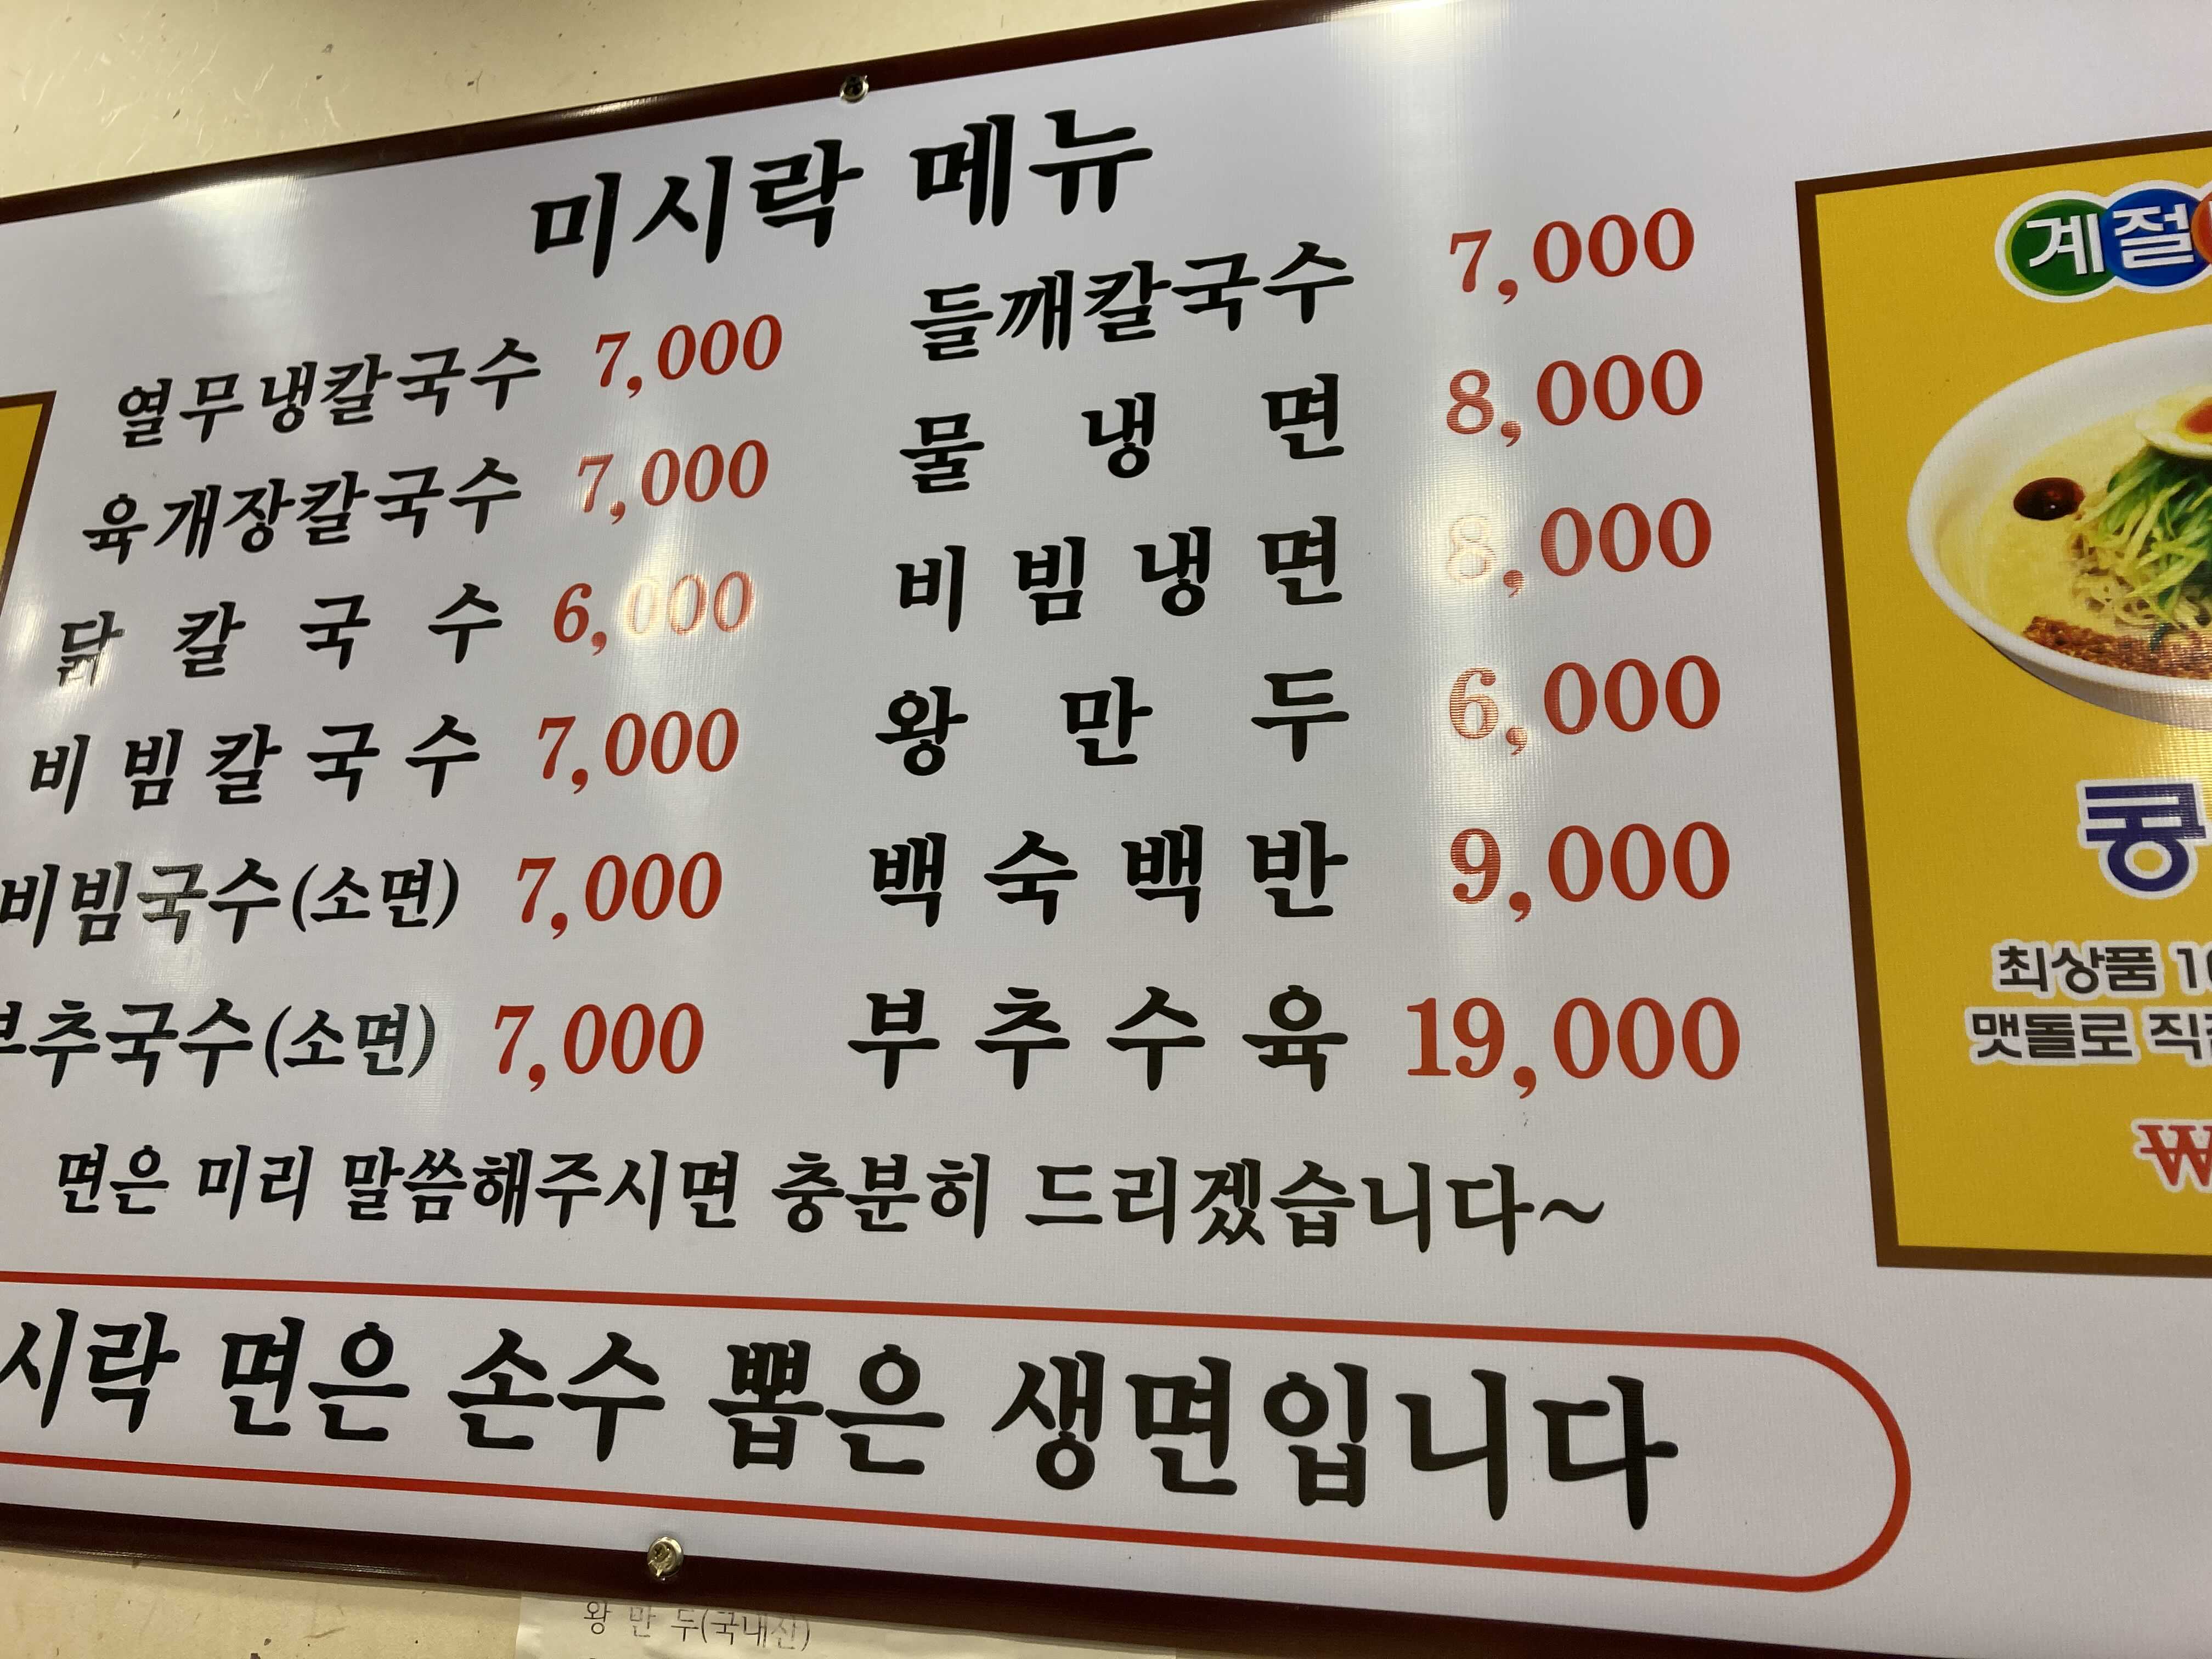 미시락 메뉴
열무냉칼국수 7,000
육개장칼국수 7,000
닭칼국수 6,000
비빔칼국수 7,000
비빔국수(소면) 7,000
부추국수(소면) 7,000
들깨칼국수 7,000
물냉면 8,000
비빔냉면 8,000
왕만두 6,000
백숙백반 9,000
부추수육 19,000
면은 미리 말씀해주시면 충분히 드리겠습니다~
시락 면은 손수 뽑은 생면입니다
계절
콩
최상품
맷돌로
₩
왕 만 두(국내산)